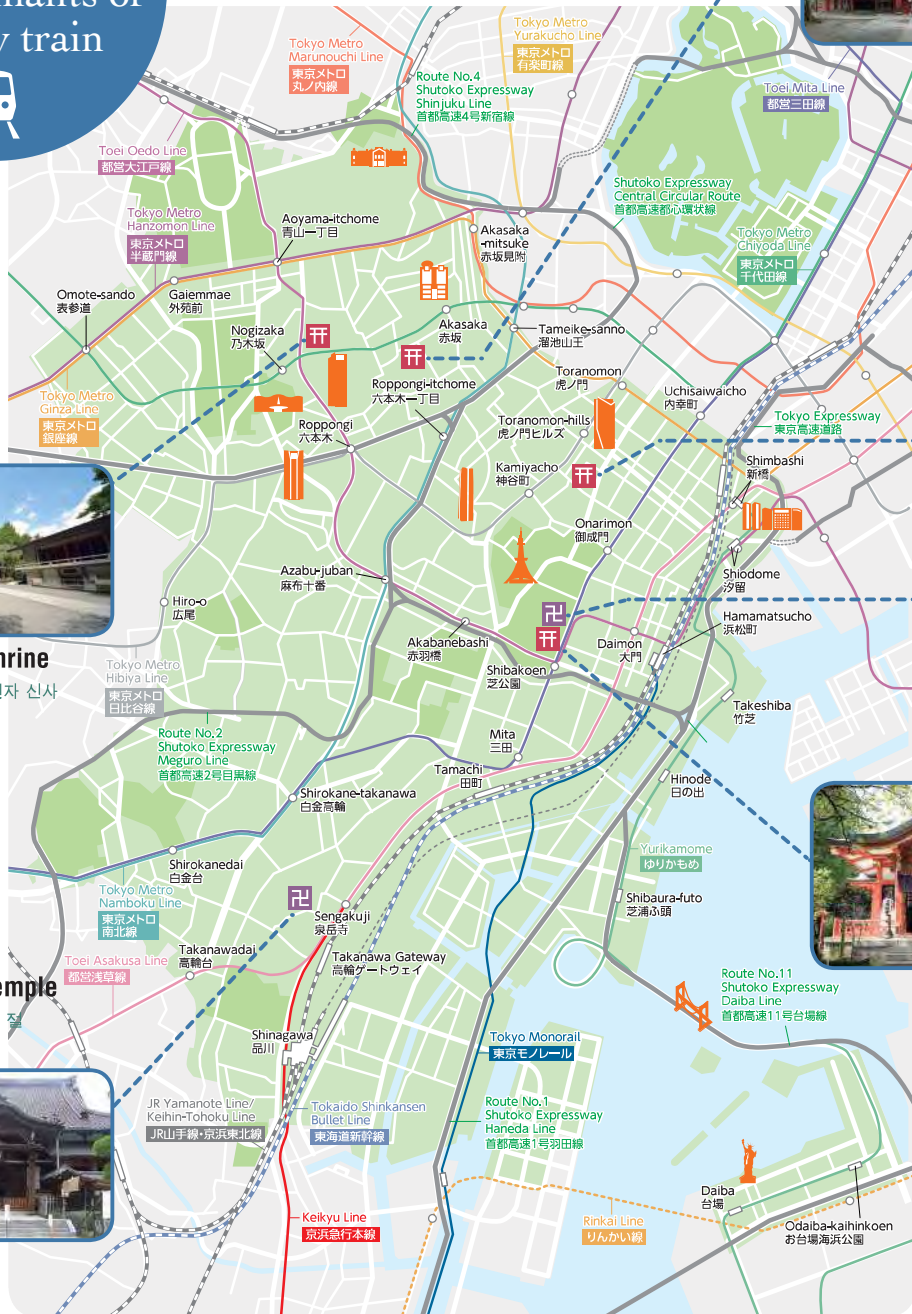 y train
Tokyo Metro
Marunouchi Line
東京メトロ
丸ノ内線
Tokyo Metro
Yurakucho Line
東京メトロ
有楽町線
Route No.4
Shutoko Expressway
Shinjuku Line
首都高速4号新宿線
Toei Mita Line
都営三田線
Toei Oedo Line
都営大江戸線
Shutoko Expressway
Central Circular Route
首都高速都心環状線
Tokyo Metro
Hanzomon Line
東京メトロ
半蔵門線
Aoyama-itchome
青山一丁目
Akasaka
-mitsuke
赤坂見附
Tokyo Metro
Chiyoda Line
東京メトロ
千代田線
Omote-sando
表参道
Gaiemmae
外苑前
Nogizaka
乃木坂
Akasaka
赤坂
Tameike-sanno
溜池山王
Toranomon
虎ノ門
Roppongi-itchome
六本木一丁目
Uchisaiwaicho
内幸町
Tokyo Metro
Ginza Line
東京メトロ
銀座線
Roppongi
六本木
Toranomon-hills
虎ノ門ヒルズ
Tokyo Expressway
東京高速道路
Kamiyacho
神谷町
Shimbashi
新橋
Onarimon
御成門
Azabu-juban
麻布十番
Shiodome
汐留
Hiro-o
広尾
Hamamatsucho
浜松町
Akabanebashi
赤羽橋
Daimon
大門
Shibakoen
芝公園
hrine
신사
Tokyo Metro
Hibiya Line
東京メトロ
日比谷線
Takeshiba
竹芝
Route No.2
Shutoko Expressway
Meguro Line
首都高速2号目黒線
Mita
三田
Tamachi
田町
Hinode
日の出
Shirokane-takanawa
白金高輪
Yurikamome
ゆりかもめ
Shirokanedai
白金台
Tokyo Metro
Namboku Line
東京メトロ
南北線
Shibaura-futo
芝浦ふ頭
Sengakuji
泉岳寺
Takanawadai
高輪台
Takanawa Gateway
高輪ゲートウェイ
Toei Asakusa Line
都営浅草線
emple
절
Route No.11
Shutoko Expressway
Daiba Line
首都高速11号台場線
Shinagawa
品川
Tokyo Monorail
東京モノレール
JR Yamanote Line/
Keihin-Tohoku Line
JR山手線・京浜東北線
Tokaido Shinkansen
Bullet Line
東海道新幹線
Route No.1
Shutoko Expressway
Haneda Line
首都高速1号羽田線
Daiba
台場
Keikyu Line
京浜急行本線
Rinkai Line
りんかい線
Odaiba-kaihinkoen
お台場海浜公園